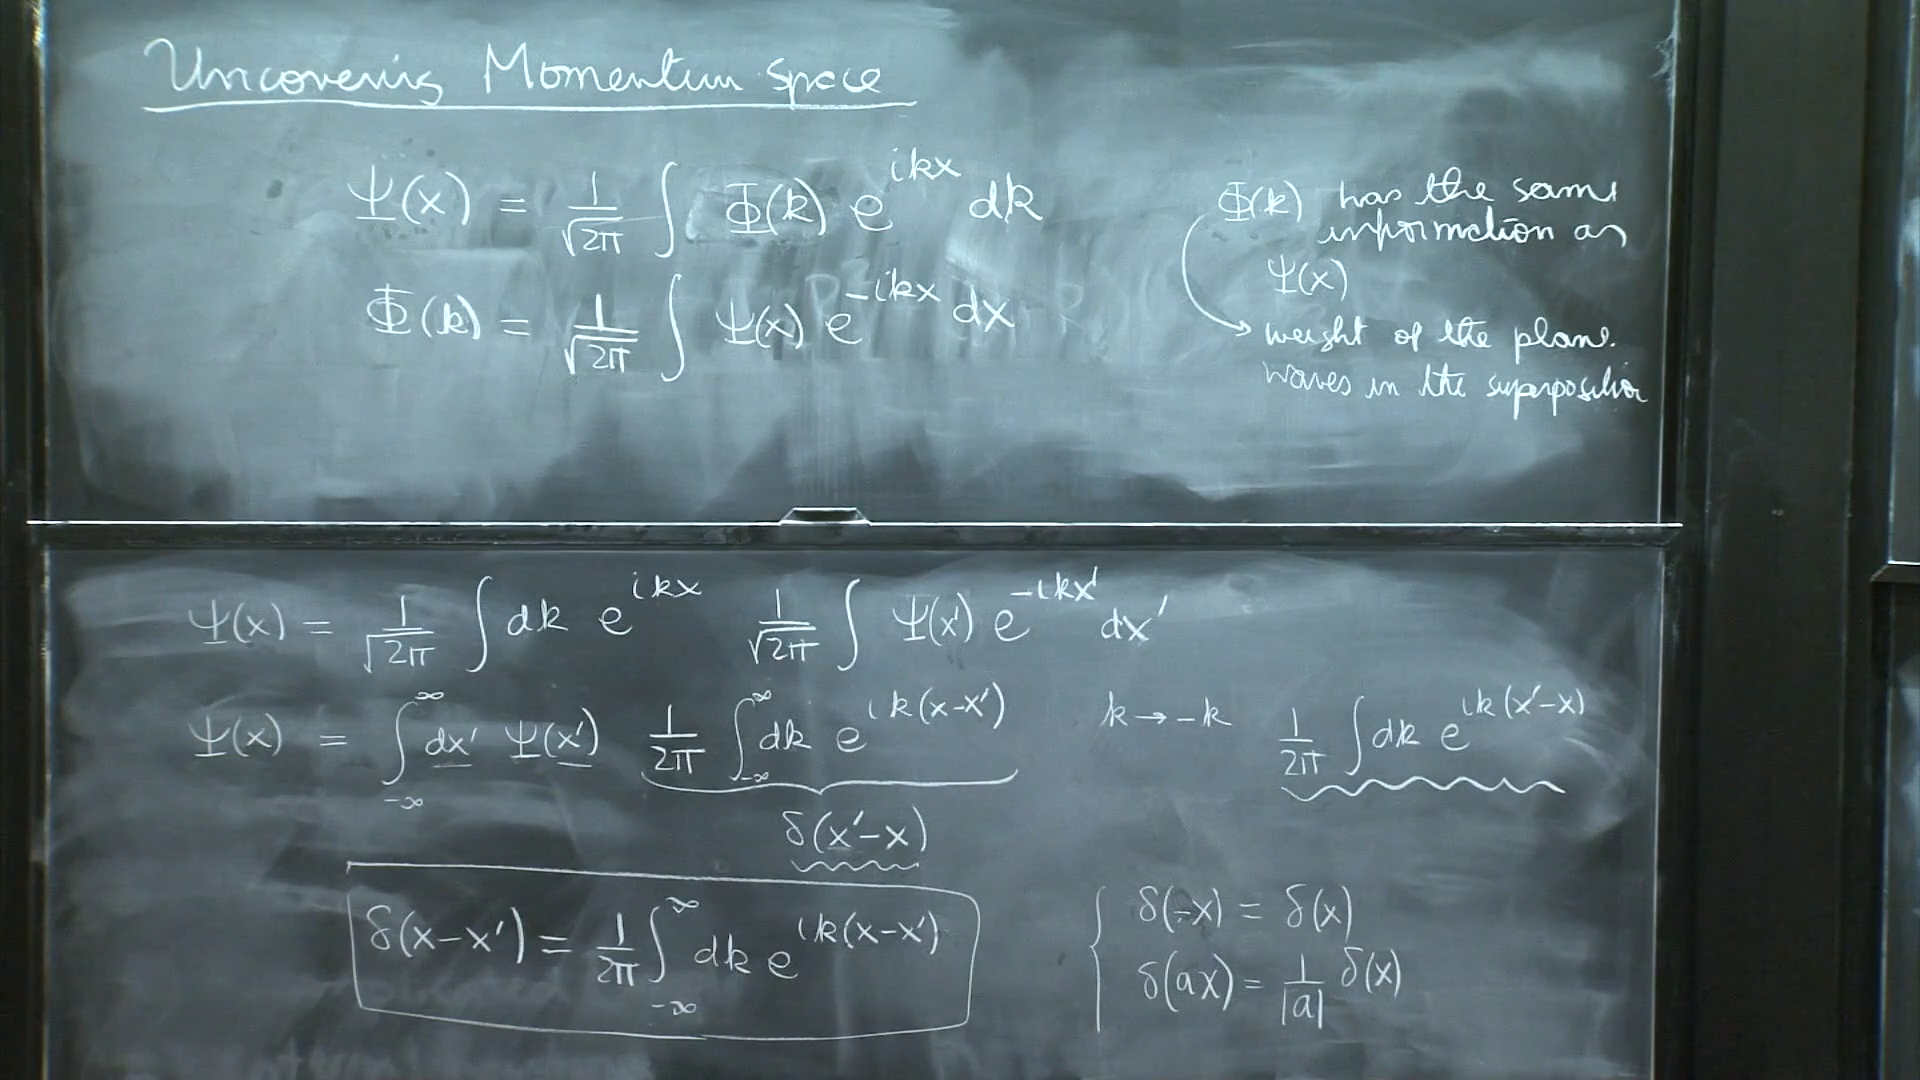 Uncovering Momentum space
Ψ(x) = 1/√2π ∫ Φ(k) e^{ikx} dk
Φ(k) = 1/√2π ∫ Ψ(x) e^{-ikx} dx
Φ(k) has the same
information as
Ψ(x)
→ weight of the plane
waves in the superposition
Ψ(x) = 1/√2π ∫ dk e^{ikx} 1/√2π ∫ Ψ(x') e^{-ikx'} dx'
Ψ(x) = ∫_{-∞}^{∞} dx' Ψ(x') 1/2π ∫_{-∞}^{∞} dk e^{ik(x-x')} k → -k 1/2π ∫ dk e^{ik(x'-x)}
δ(x'-x)
δ(x-x') = 1/2π ∫_{-∞}^{∞} dk e^{ik(x-x')}
δ(-x) = δ(x)
δ(ax) = 1/|a| δ(x)